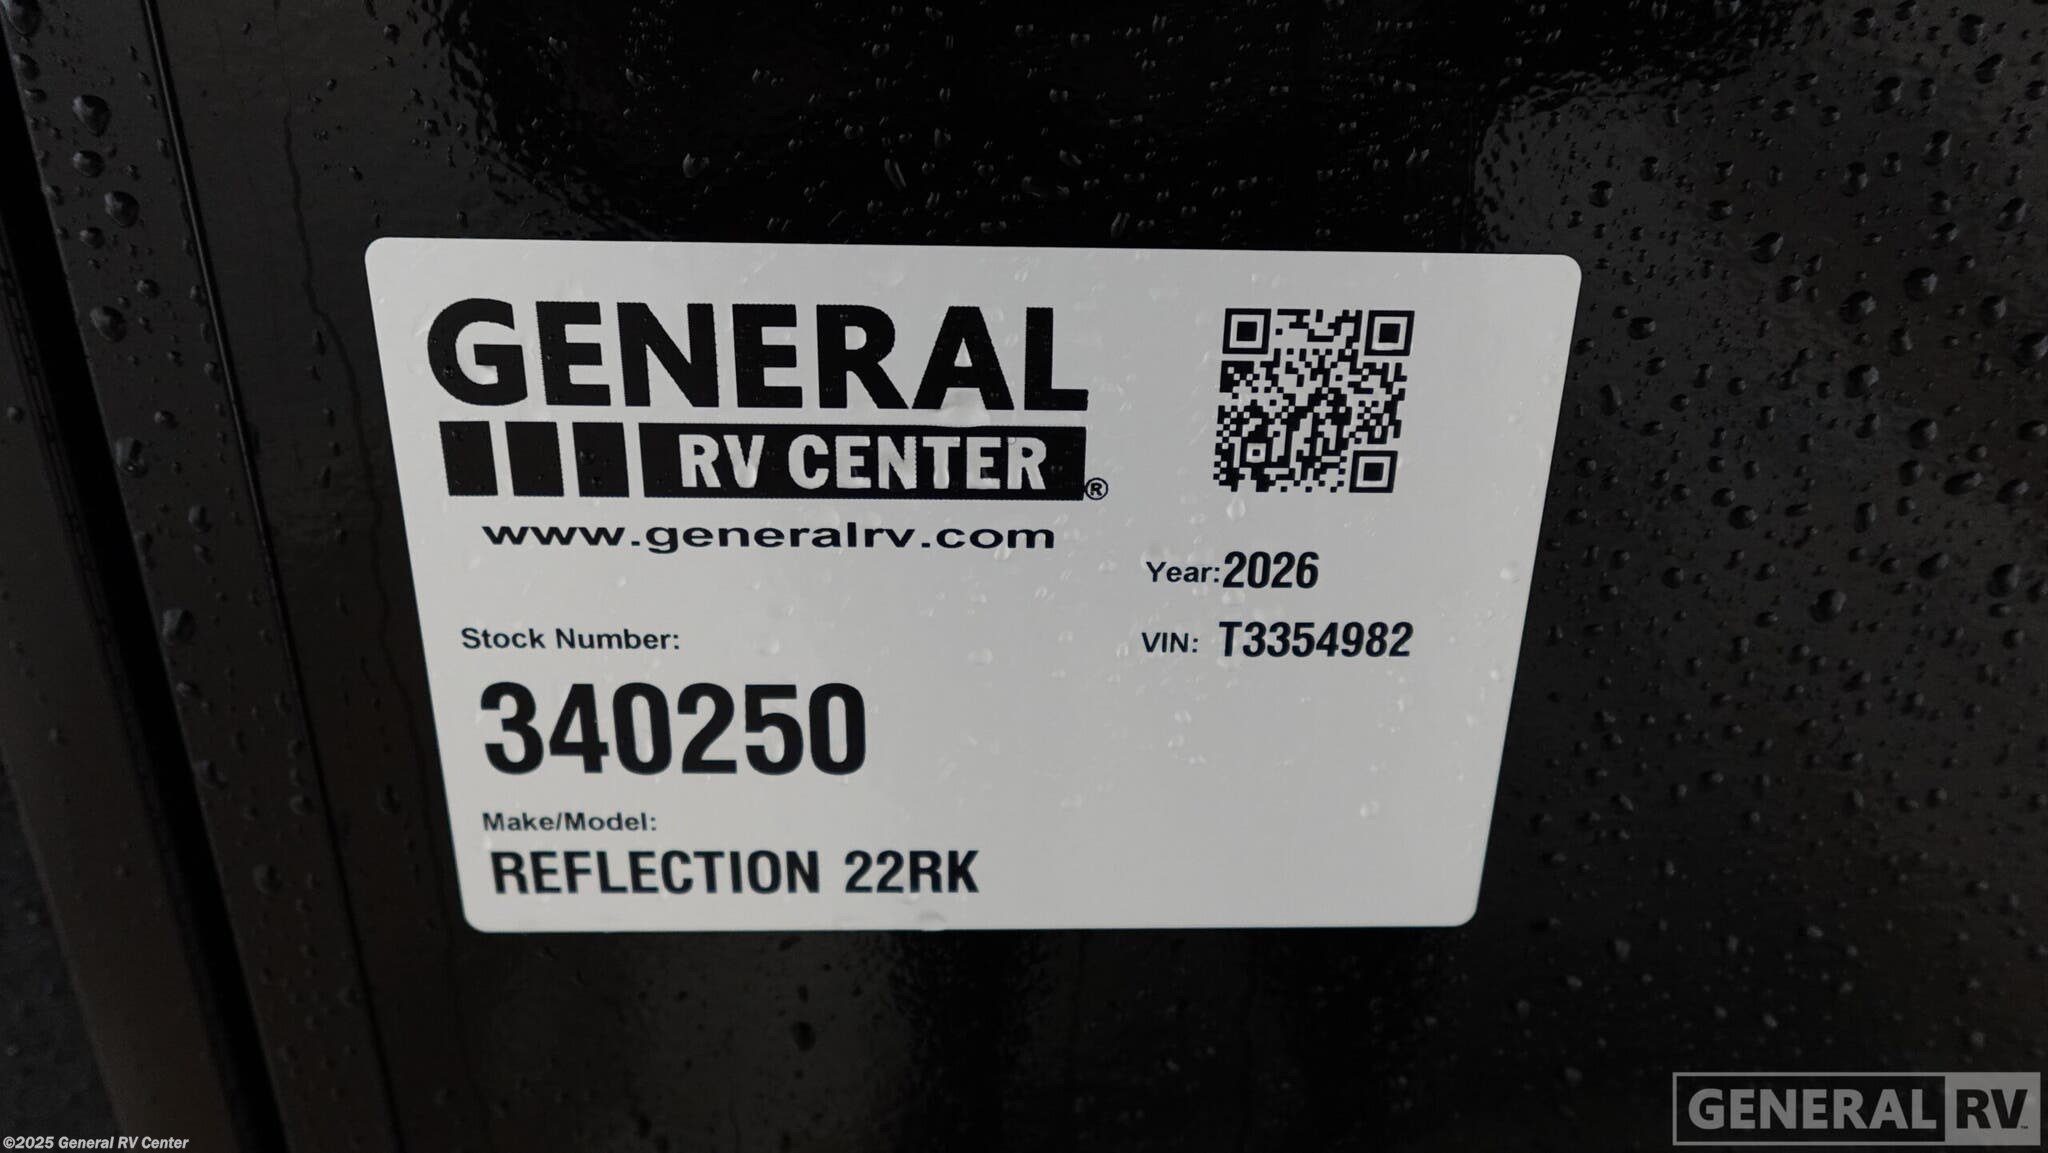 GENERAL
RV CENTER®
www.generalrv.com
Year: 2026
VIN: T3354982
Stock Number:
340250
Make/Model:
REFLECTION 22RK
©2025 General RV Center
GENERAL RV™